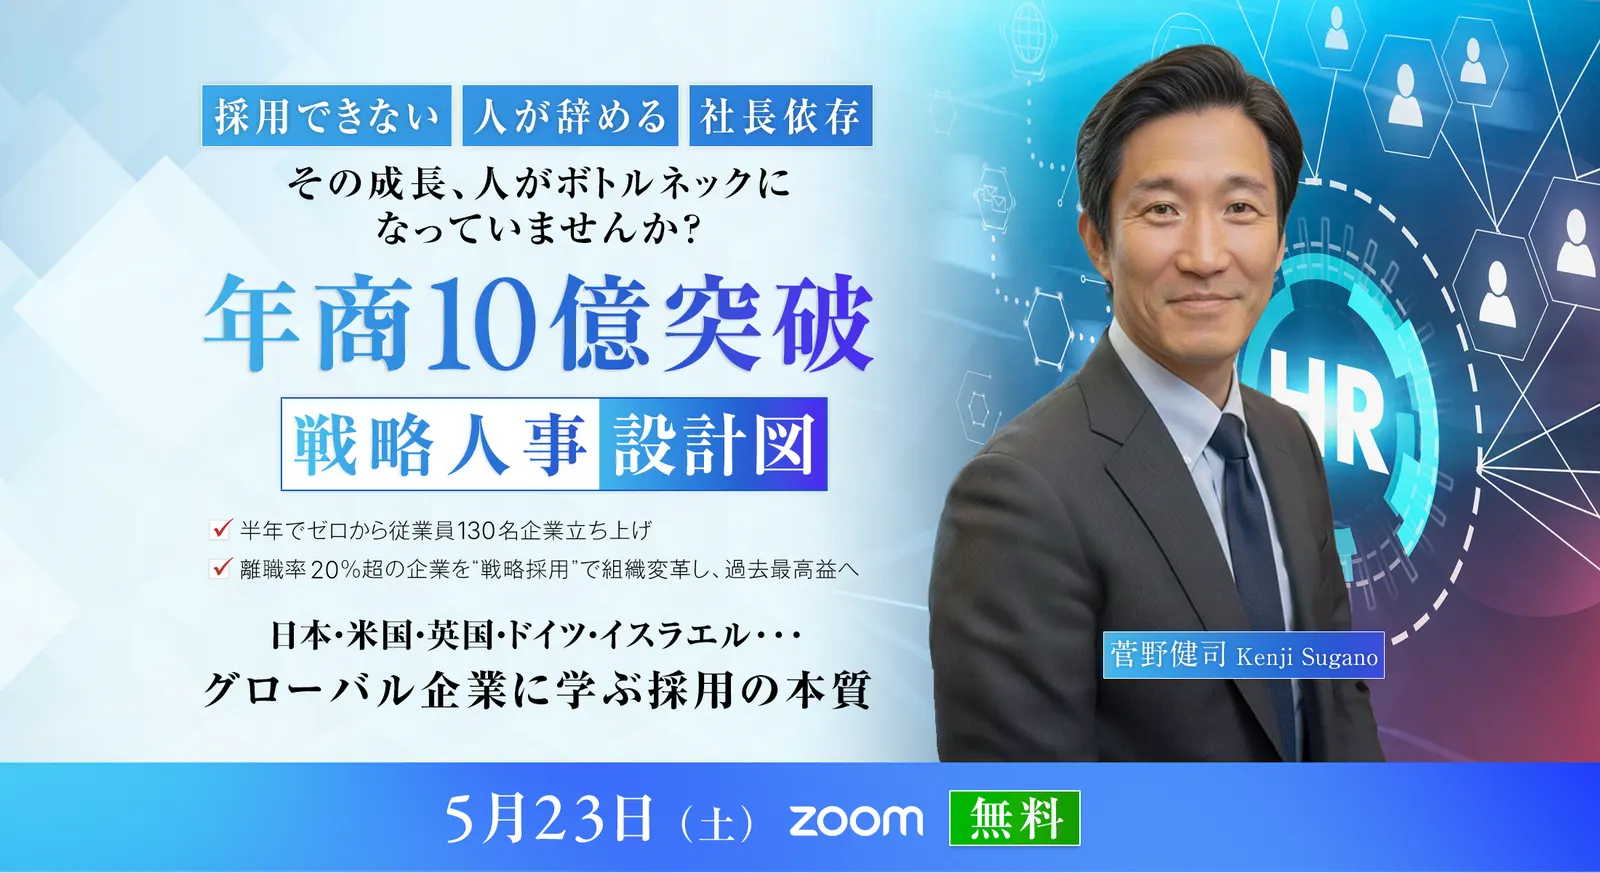 採用できない 人が辞める 社長依存
その成長、人がボトルネックに
なっていませんか?
年商10億突破
戦略人事設計図
半年でゼロから従業員130名企業立ち上げ
離職率20%超の企業を“戦略採用”で組織変革し、過去最高益へ
日本・米国・英国・ドイツ・イスラエル・・・
グローバル企業に学ぶ採用の本質
HR
菅野健司 Kenji Sugano
5月23日(土) zoom 無料